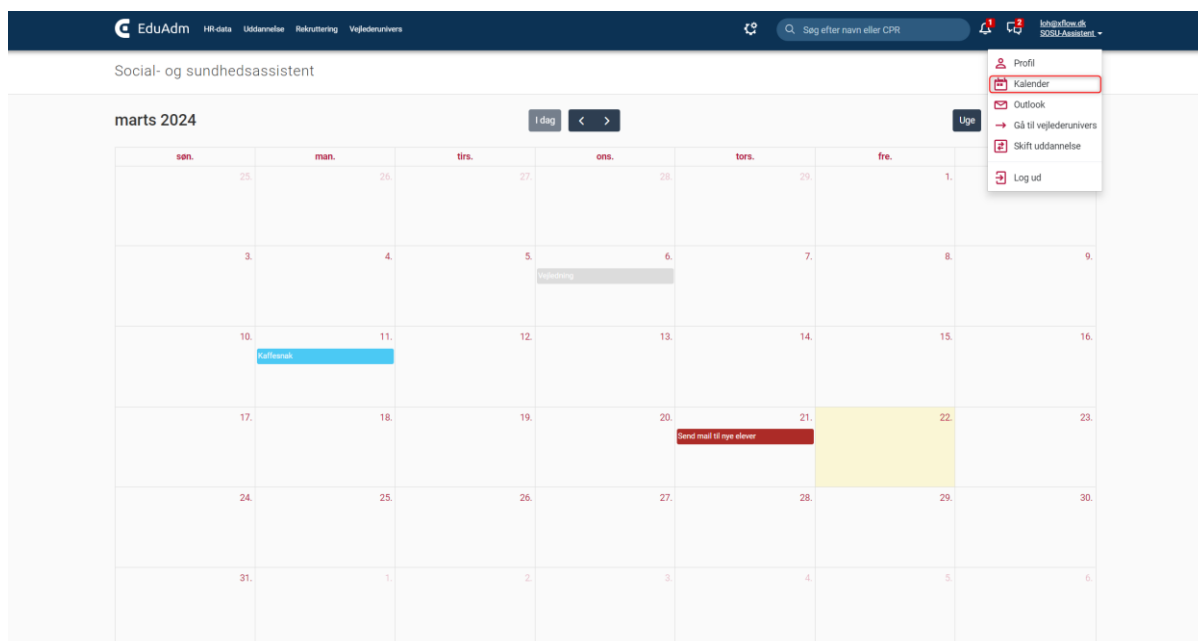 EduAdm HR-data Uddannelse Rekruttering Vejlederunivers Søg efter navn eller CPR 1 2 loh@xflow.dk
SOSU-Assistent
Profil
Kalender
Outlook
Gå til vejlederunivers
Skift uddannelse
Log ud
Social- og sundhedsassistent
marts 2024 I dag < > Uge
søn. man. tirs. ons. tors. fre.
25. 26. 27. 28. 29. 1.
3. 4. 5. 6. 7. 8. 9.
Vejledning
10. 11. 12. 13. 14. 15. 16.
Kaffesnak
17. 18. 19. 20. 21. 22. 23.
Send mail til nye elever
24. 25. 26. 27. 28. 29. 30.
31. 1. 2. 3. 4. 5. 6.